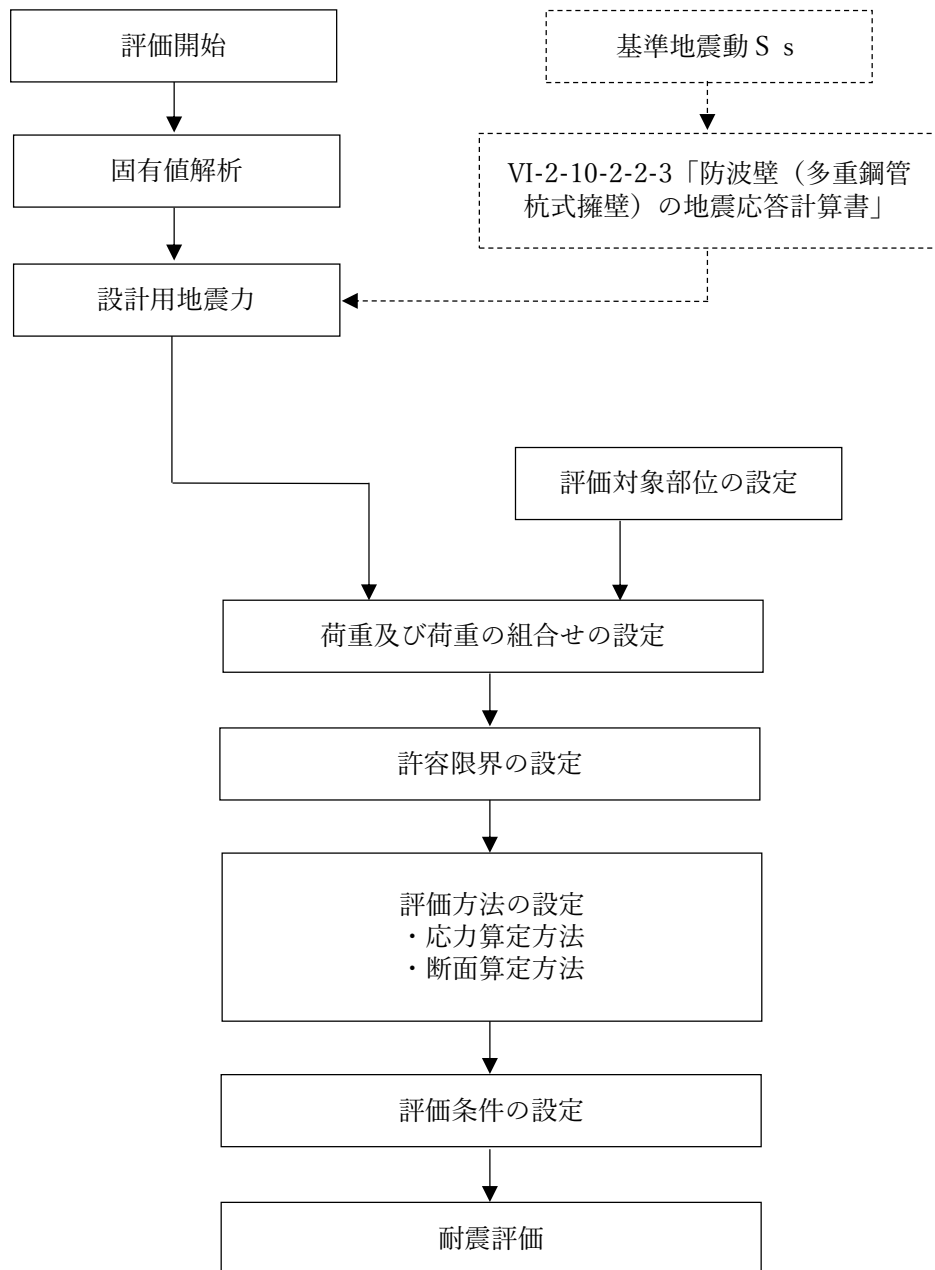 評価開始
基準地震動Ｓｓ
固有値解析
VI-2-10-2-2-3「防波壁（多重鋼管
杭式擁壁）の地震応答計算書」
設計用地震力
評価対象部位の設定
荷重及び荷重の組合せの設定
許容限界の設定
評価方法の設定
・応力算定方法
・断面算定方法
評価条件の設定
耐震評価